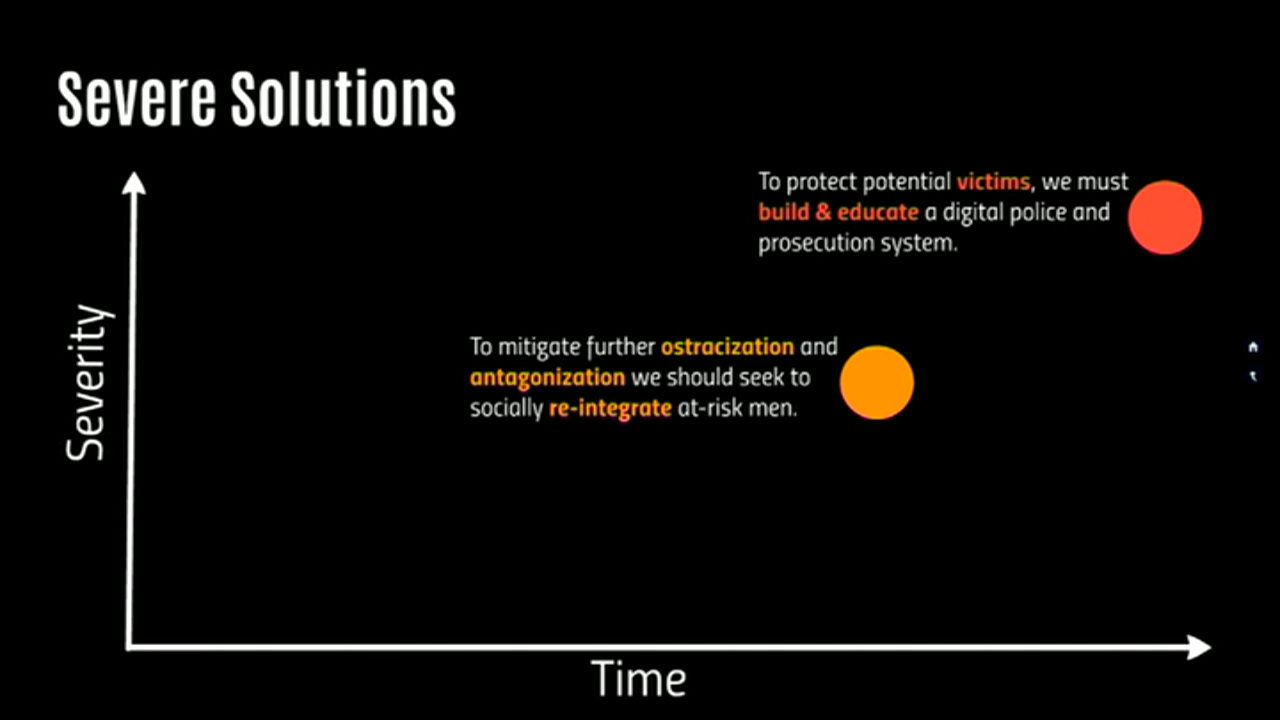 Severe Solutions
To protect potential victims, we must
build & educate a digital police and
prosecution system.
Severity
To mitigate further ostracization and
antagonization we should seek to
socially re-integrate at-risk men.
Time